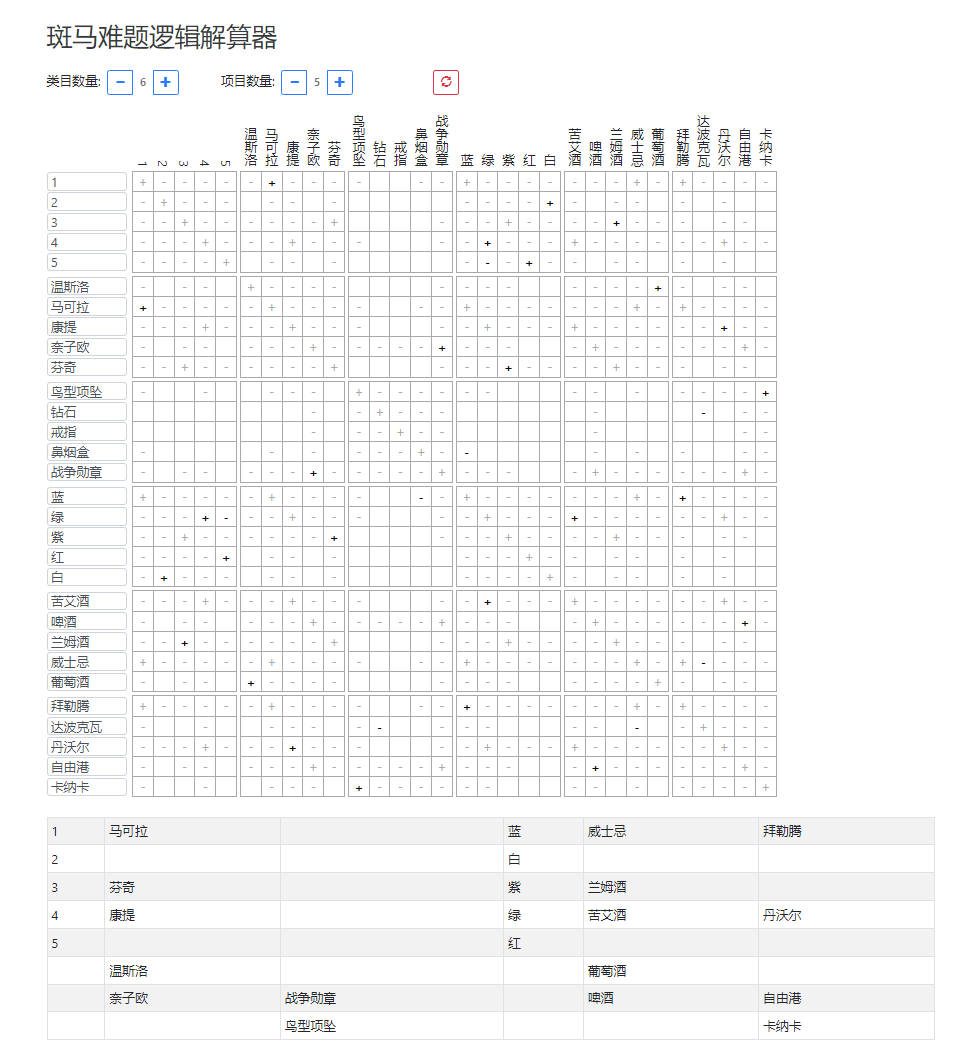 斑马难题逻辑解算器
类目数量: − 6 + 项目数量: − 5 +
1 2 3 4 5 温斯洛 马可拉 康提 奈子欧 芬奇 鸟型项坠 钻石 戒指 鼻烟盒 战争勋章 蓝 绿 紫 红 白 苦艾酒 啤酒 兰姆酒 威士忌 葡萄酒 拜勒腾 达波克瓦 丹沃尔 自由港 卡纳卡
1
2
3
4
5
温斯洛
马可拉
康提
奈子欧
芬奇
鸟型项坠
钻石
戒指
鼻烟盒
战争勋章
蓝
绿
紫
红
白
苦艾酒
啤酒
兰姆酒
威士忌
葡萄酒
拜勒腾
达波克瓦
丹沃尔
自由港
卡纳卡
1 马可拉 蓝 威士忌 拜勒腾
2 白
3 芬奇 紫 兰姆酒
4 康提 绿 苦艾酒 丹沃尔
5 红
温斯洛 葡萄酒
奈子欧 战争勋章 啤酒 自由港
鸟型项坠 卡纳卡